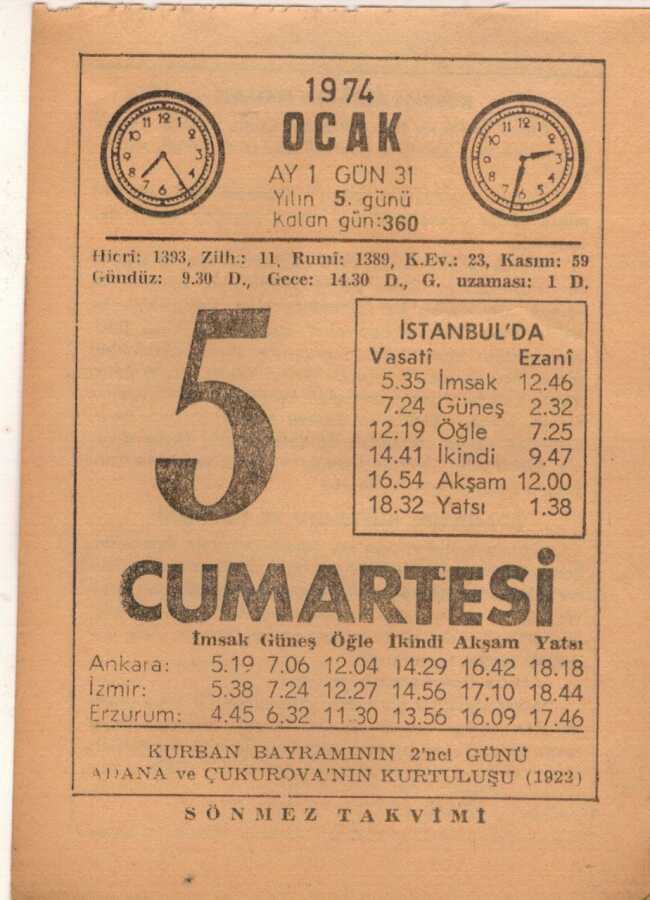 1974
OCAK
AY 1 GÜN 31
Yılın 5. günü
Kalan gün:360
Hicrî: 1393, Zilh.: 11, Rumî: 1389, K.Ev.: 23, Kasım: 59
Gündüz: 9.30 D., Gece: 14.30 D., G. uzaması: 1 D.
5
İSTANBUL'DA
Vasatî Ezanî
5.35 İmsak 12.46
7.24 Güneş 2.32
12.19 Öğle 7.25
14.41 İkindi 9.47
16.54 Akşam 12.00
18.32 Yatsı 1.38
CUMARTESİ
İmsak Güneş Öğle İkindi Akşam Yatsı
Ankara: 5.19 7.06 12.04 14.29 16.42 18.18
İzmir: 5.38 7.24 12.27 14.56 17.10 18.44
Erzurum: 4.45 6.32 11.30 13.56 16.09 17.46
KURBAN BAYRAMININ 2'nci GÜNÜ
ADANA ve ÇUKUROVA'NIN KURTULUŞU (1922)
SÖNMEZ TAKVİMİ